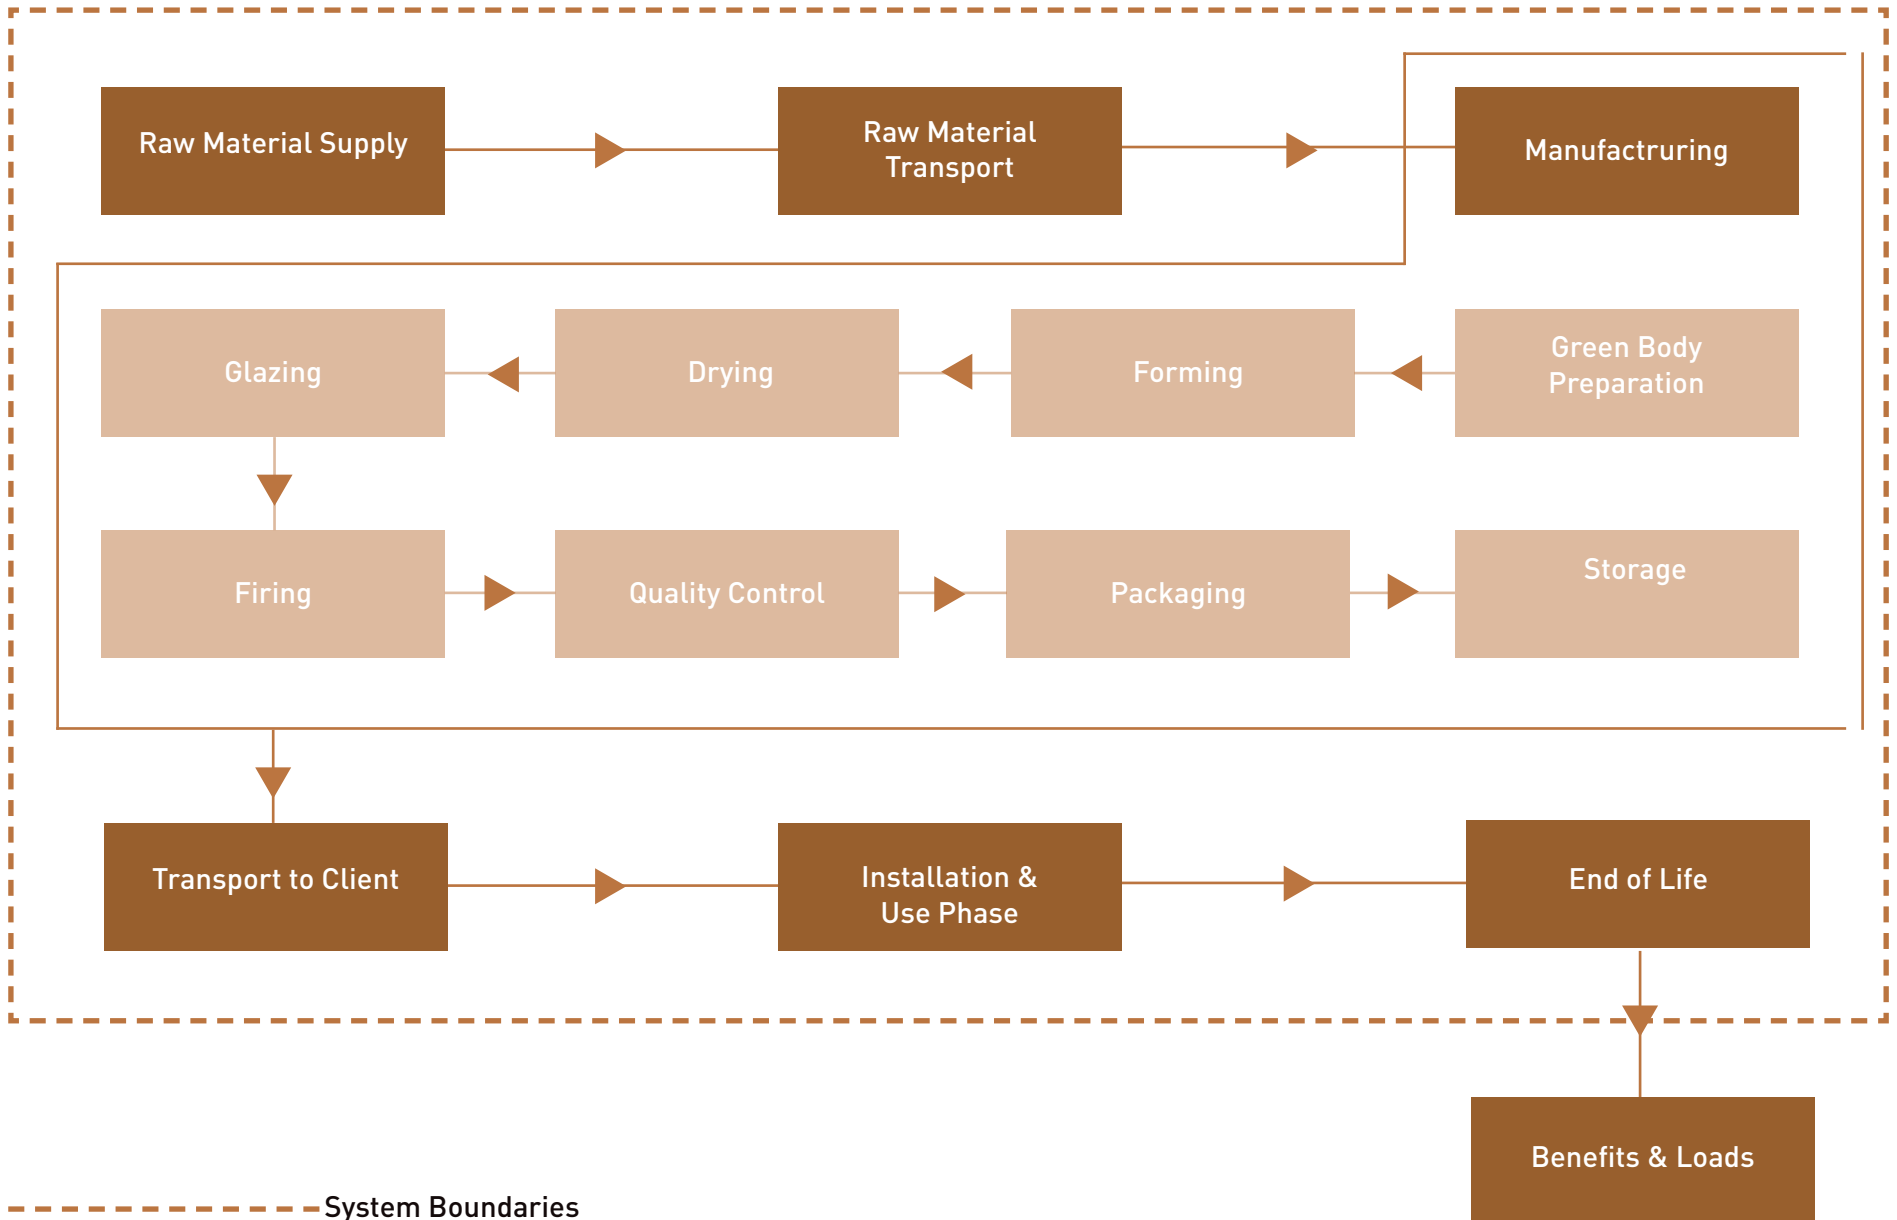 Raw Material Supply
Raw Material
Transport
Manufactruring
Glazing
Drying
Forming
Green Body
Preparation
Firing
Quality Control
Packaging
Storage
Transport to Client
Installation &
Use Phase
End of Life
Benefits & Loads
System Boundaries